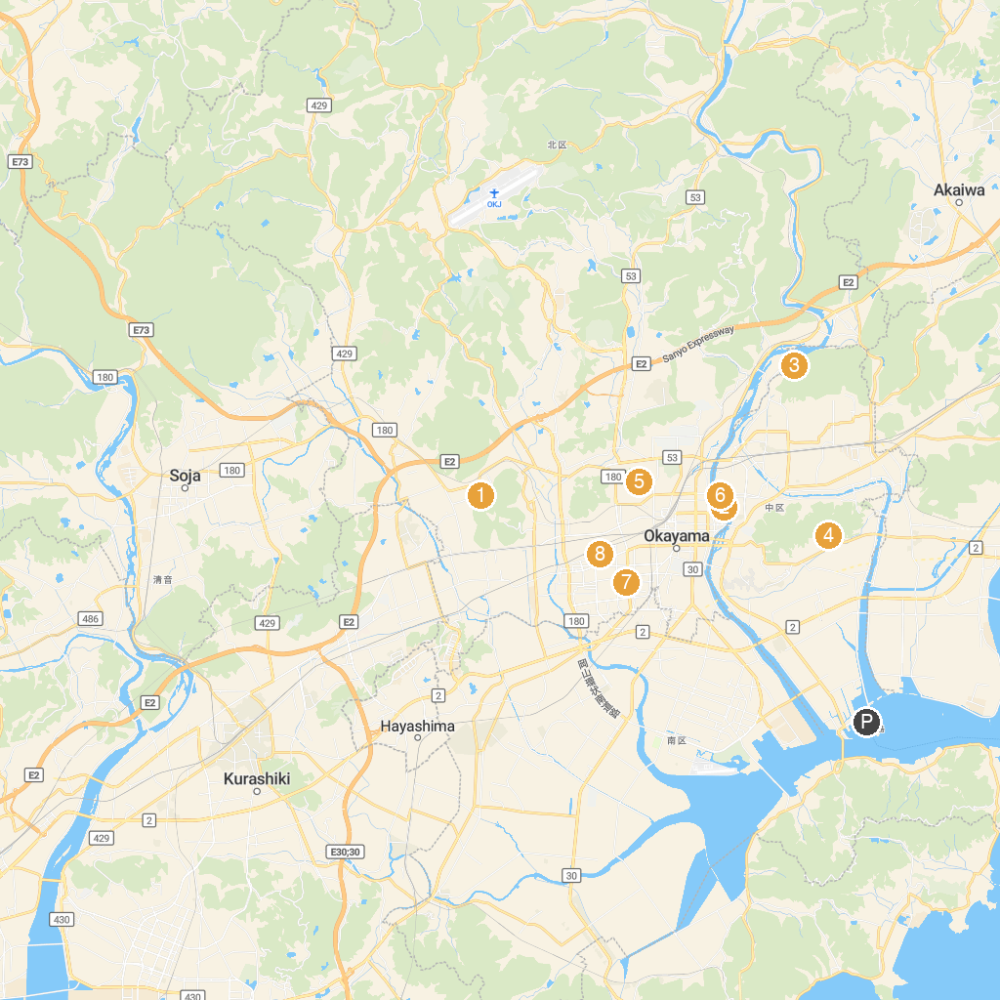 429
北区
E73
OKJ
53
Akaiwa
53
E2
E73
Sanyo Expressway
429
E2
3
180
180
E2
53
Soja
180
180
5
1
6
2
中区
Okayama
4
2
8
30
清音
7
486
429
E2
180
2
2
岡山環状南道路
E2
2
P
Hayashima
南区
E2
Kurashiki
2
429
E30;30
30
430
430